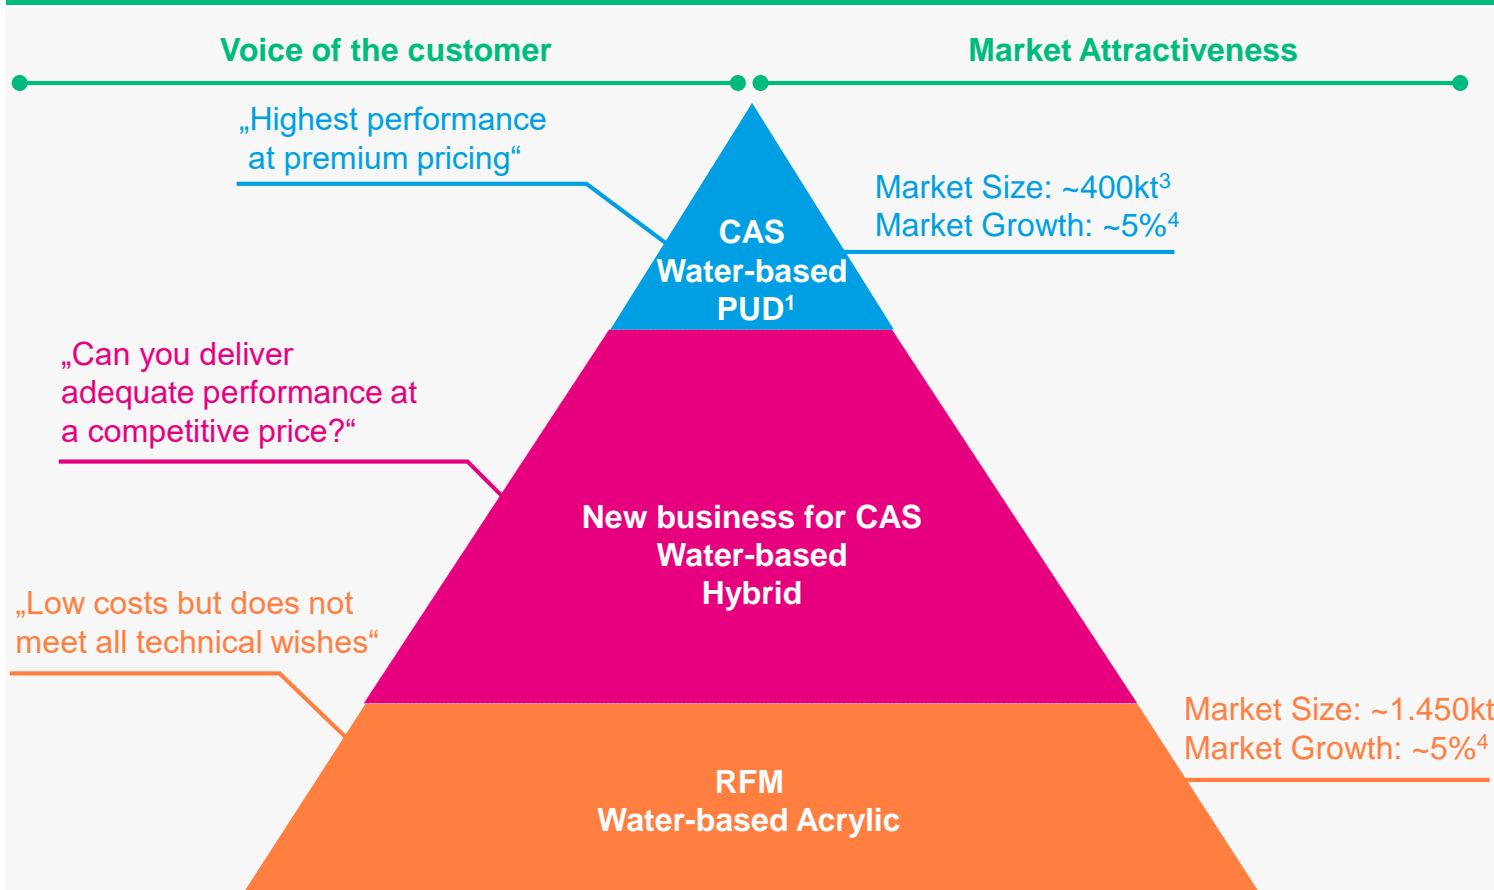 Voice of the customer
Market Attractiveness
„Highest performance
at premium pricing“
Market Size: ~400kt³
Market Growth: ~5%⁴
CAS
Water-based
PUD¹
„Can you deliver
adequate performance at
a competitive price?“
New business for CAS
Water-based
Hybrid
„Low costs but does not
meet all technical wishes“
Market Size: ~1.450kt
Market Growth: ~5%⁴
RFM
Water-based Acrylic